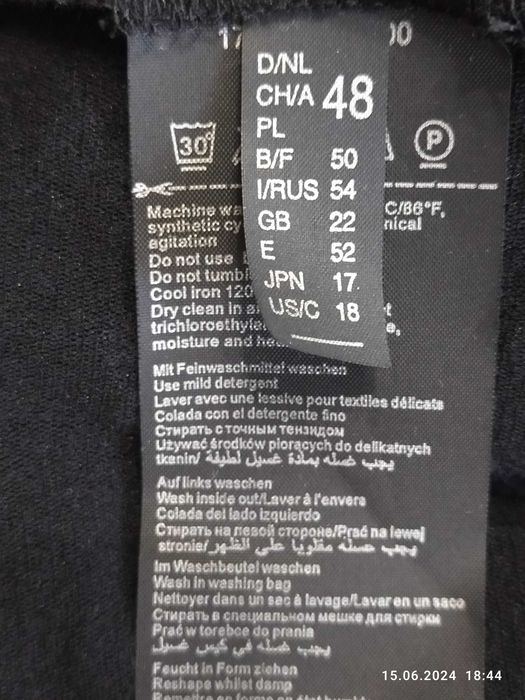 17
00
D/NL
CH/A 48
PL
B/F 50
I/RUS 54
GB 22
E 52
JPN 17
US/C 18
30°
P
Machine wa C/86°F,
synthetic cy nical
agitation
Do not use
Do not tumbl
Cool iron 120
Dry clean in a
trichloroethyle e,
moisture and he
Mit Feinwaschmittel waschen
Use mild detergent
Laver avec une lessive pour textiles délicats
Colada con el detergente fino
Стирать с точным тензидом
Używać środków piorących do delikatnych
tkanin/ يجب غسله بمادة غسيل لطيفة
Auf links waschen
Wash inside out/Laver à l'envers
Colada del lado izquierdo
Стирать на левой стороне/Prać na lewej
stronie/ يجب غسله مقلوبا على الظهر
Im Waschbeutel waschen
Wash in washing bag
Nettoyer dans un sac à lavage/Lavar en un saco
Стирать в специальном мешке для стирки
Prać w torebce do prania
يجب غسله في كيس غسيل
Feucht in Form ziehen
Reshape whilst damp
Remettre en forme au
15.06.2024 18:44